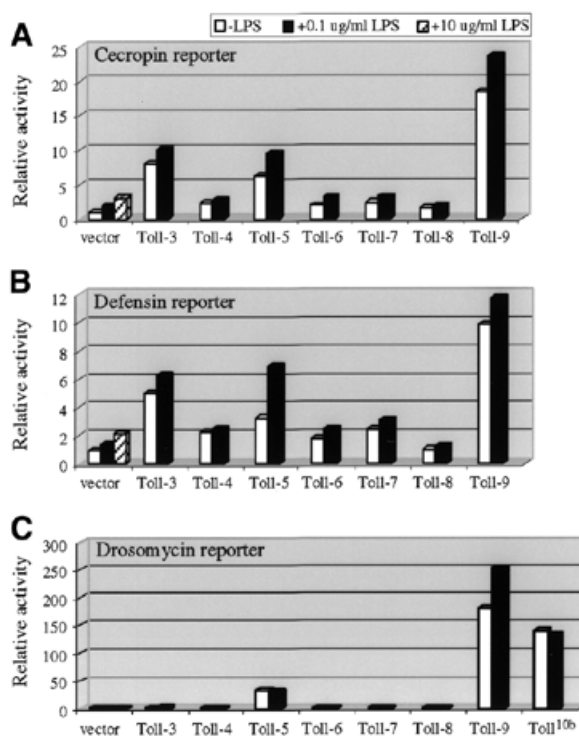 -LPS +0.1 ug/ml LPS +10 ug/ml LPS
A
Cecropin reporter
Relative activity
25
20
15
10
5
0
vector Toll-3 Toll-4 Toll-5 Toll-6 Toll-7 Toll-8 Toll-9
B
Defensin reporter
Relative activity
12
10
8
6
4
2
0
vector Toll-3 Toll-4 Toll-5 Toll-6 Toll-7 Toll-8 Toll-9
C
Drosomycin reporter
Relative activity
300
250
200
150
100
50
0
vector Toll-3 Toll-4 Toll-5 Toll-6 Toll-7 Toll-8 Toll-9 Toll10b